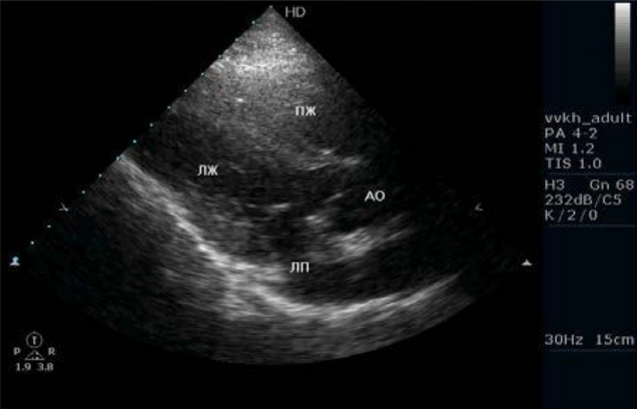 HD
ПЖ
ЛЖ
АО
ЛП
vvkh_adult
PA 4-2
MI 1.2
TIS 1.0
H3 Gn 68
232dB/C5
K/2/0
30Hz 15cm
T
P R
1.9 3.8